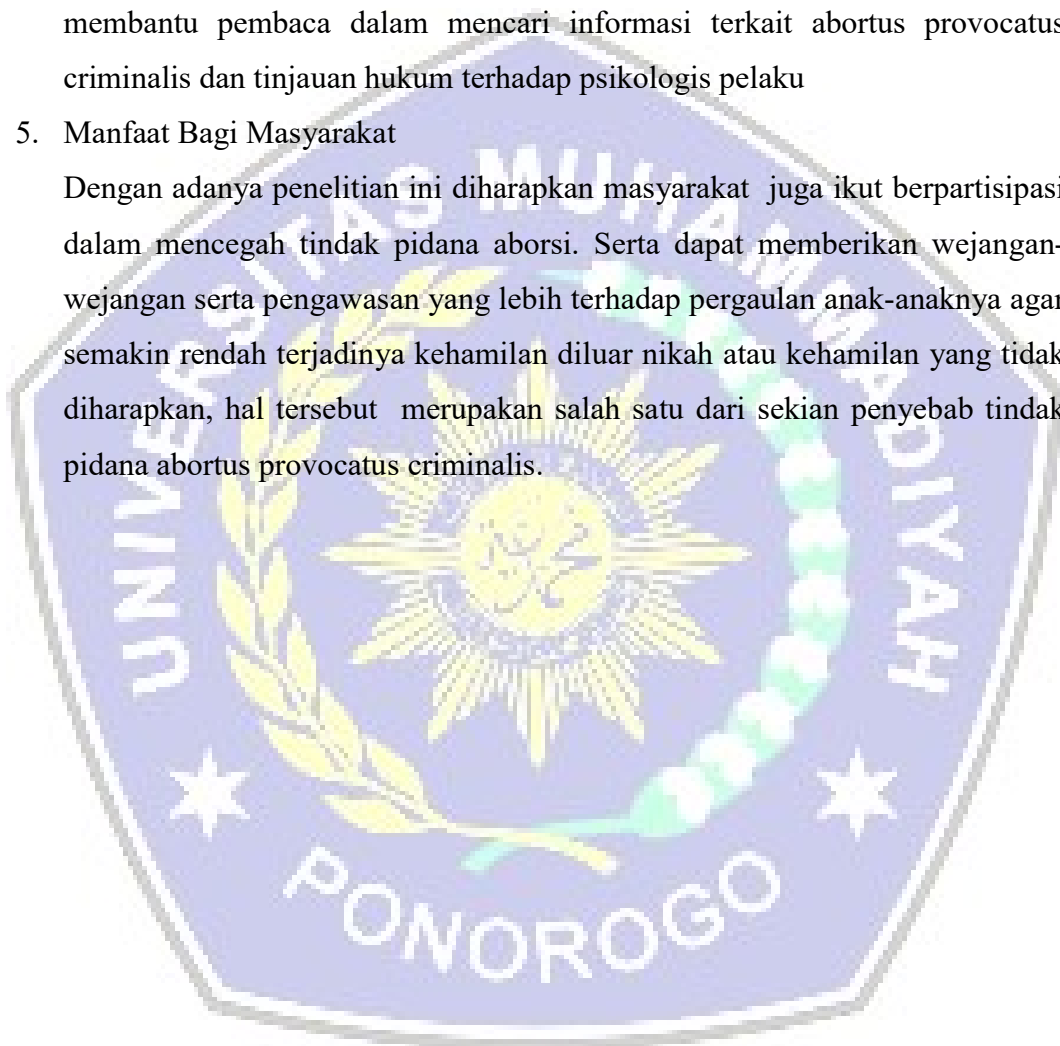 membantu pembaca dalam mencari informasi terkait abortus provocatus
criminalis dan tinjauan hukum terhadap psikologis pelaku
5. Manfaat Bagi Masyarakat
Dengan adanya penelitian ini diharapkan masyarakat juga ikut berpartisipasi
dalam mencegah tindak pidana aborsi. Serta dapat memberikan wejangan-
wejangan serta pengawasan yang lebih terhadap pergaulan anak-anaknya agar
semakin rendah terjadinya kehamilan diluar nikah atau kehamilan yang tidak
diharapkan, hal tersebut merupakan salah satu dari sekian penyebab tindak
pidana abortus provocatus criminalis.
UNIVERSITAS MUHAMMADIYAH
PONOROGO